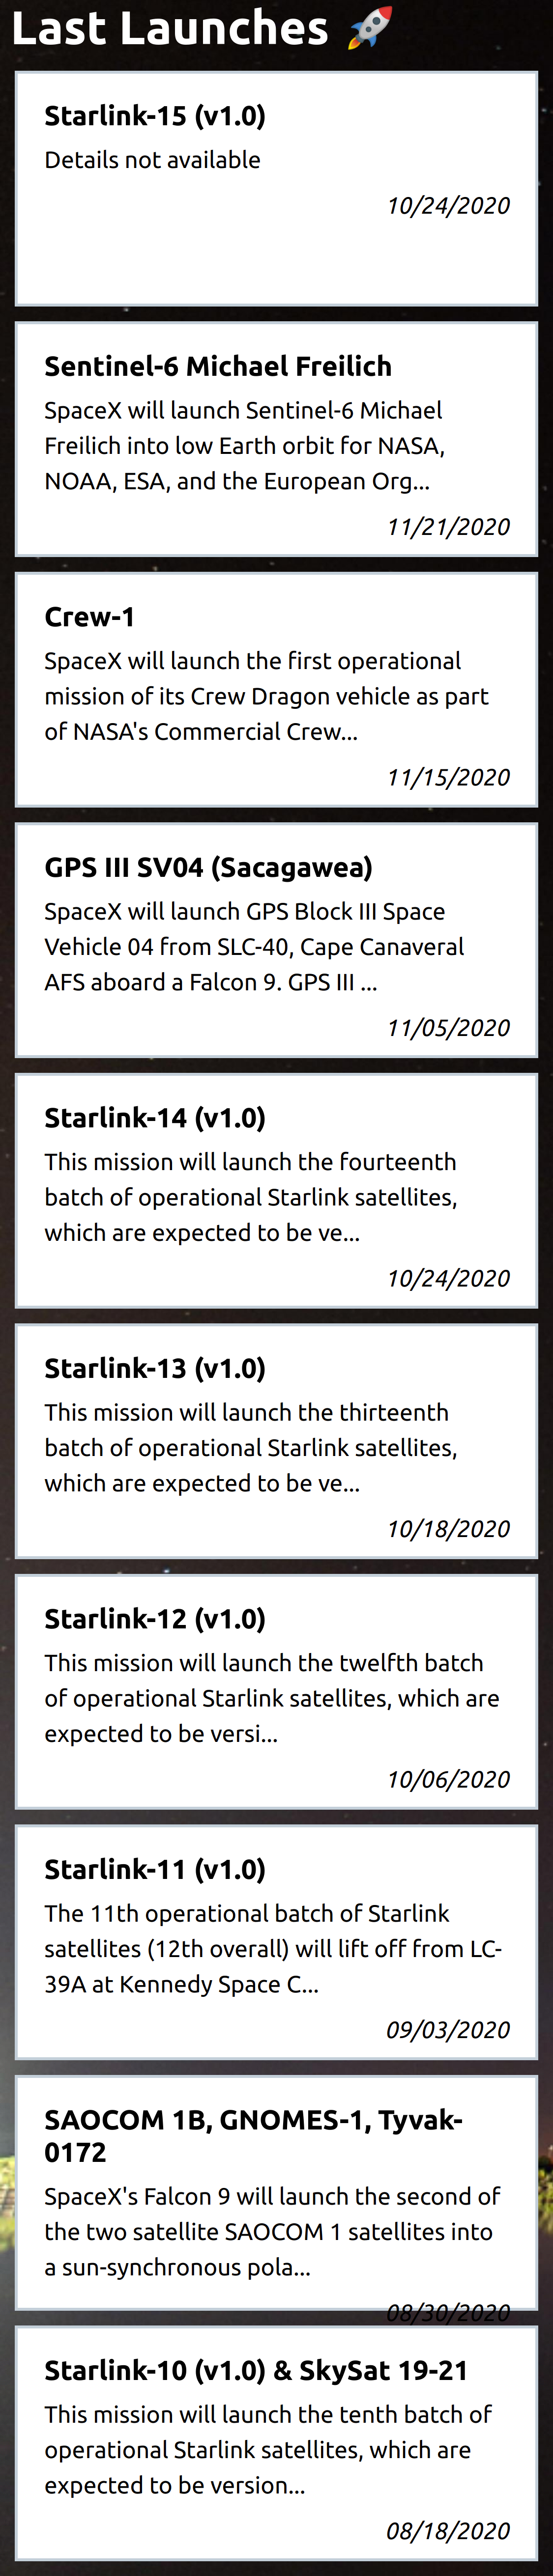 Last Launches 🚀
Starlink-15 (v1.0)
Details not available
10/24/2020
Sentinel-6 Michael Freilich
SpaceX will launch Sentinel-6 Michael
Freilich into low Earth orbit for NASA,
NOAA, ESA, and the European Org...
11/21/2020
Crew-1
SpaceX will launch the first operational
mission of its Crew Dragon vehicle as part
of NASA's Commercial Crew...
11/15/2020
GPS III SV04 (Sacagawea)
SpaceX will launch GPS Block III Space
Vehicle 04 from SLC-40, Cape Canaveral
AFS aboard a Falcon 9. GPS III ...
11/05/2020
Starlink-14 (v1.0)
This mission will launch the fourteenth
batch of operational Starlink satellites,
which are expected to be ve...
10/24/2020
Starlink-13 (v1.0)
This mission will launch the thirteenth
batch of operational Starlink satellites,
which are expected to be ve...
10/18/2020
Starlink-12 (v1.0)
This mission will launch the twelfth batch
of operational Starlink satellites, which are
expected to be versi...
10/06/2020
Starlink-11 (v1.0)
The 11th operational batch of Starlink
satellites (12th overall) will lift off from LC-
39A at Kennedy Space C...
09/03/2020
SAOCOM 1B, GNOMES-1, Tyvak-
0172
SpaceX's Falcon 9 will launch the second of
the two satellite SAOCOM 1 satellites into
a sun-synchronous pola...
08/30/2020
Starlink-10 (v1.0) & SkySat 19-21
This mission will launch the tenth batch of
operational Starlink satellites, which are
expected to be version...
08/18/2020